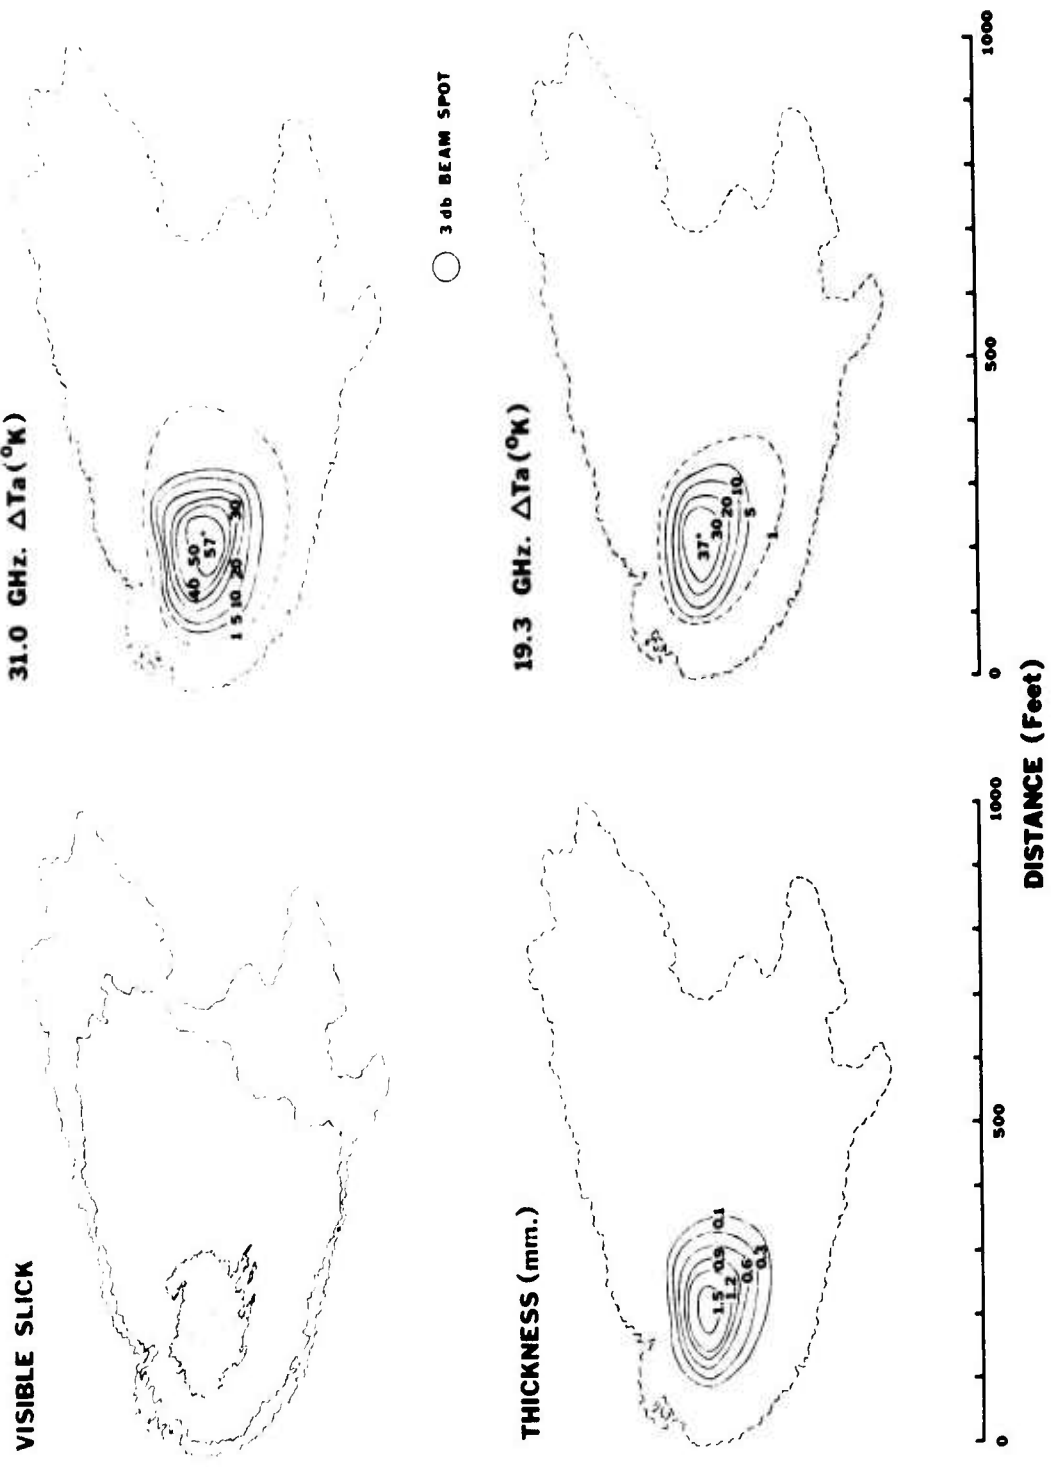 VISIBLE SLICK
31.0 GHz. △Ta(°K)
1 5 10 20 30
40 50
57°
3 db BEAM SPOT
THICKNESS (mm.)
1.5 1.2 0.9 0.6 0.3 0.1
19.3 GHz. △Ta(°K)
37° 30 20 10
5
1
0 500 1000
0 500 1000
DISTANCE (Feet)